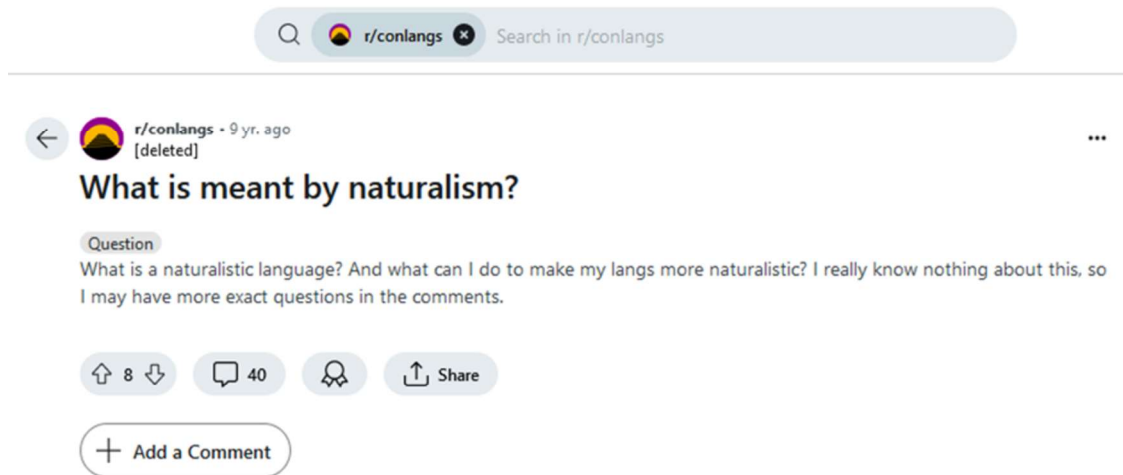 r/conlangs Search in r/conlangs
r/conlangs · 9 yr. ago
[deleted]
What is meant by naturalism?
Question
What is a naturalistic language? And what can I do to make my langs more naturalistic? I really know nothing about this, so
I may have more exact questions in the comments.
8 40 Share
Add a Comment